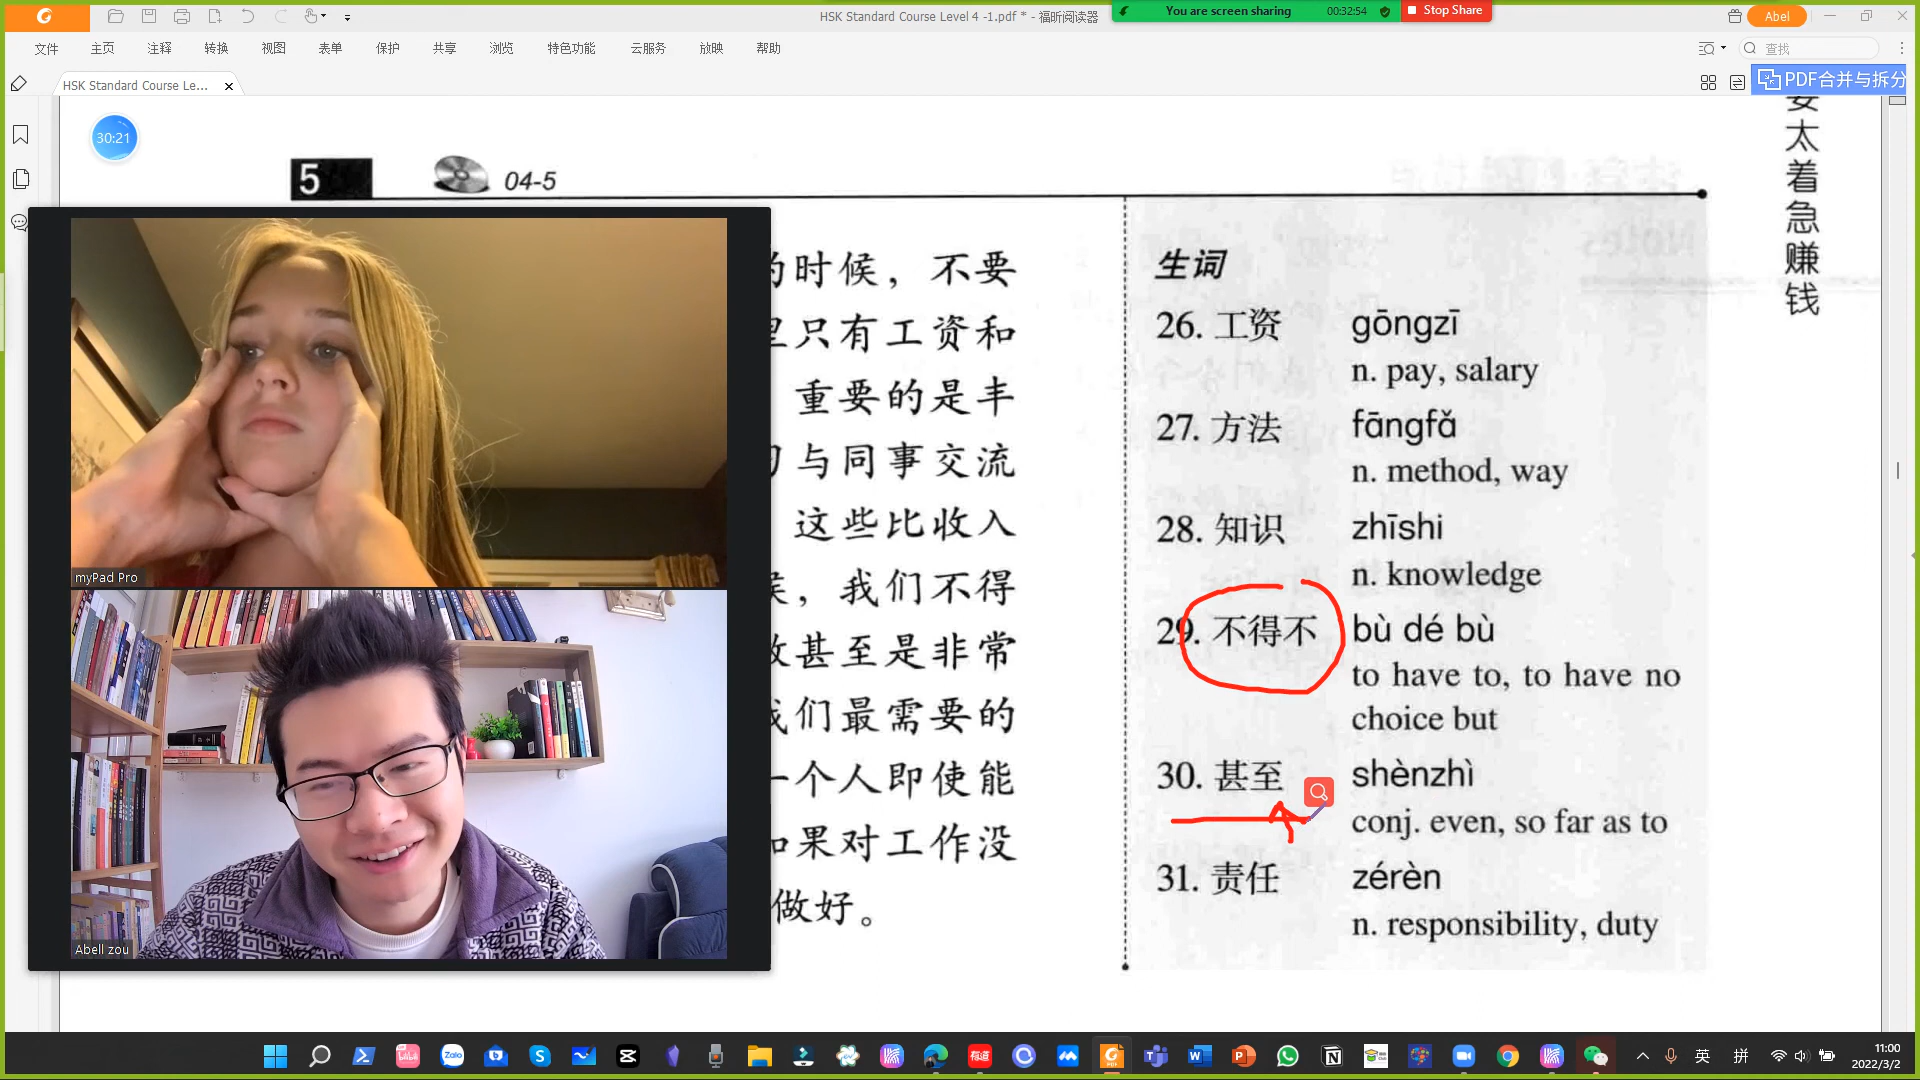 HSK Standard Course Level 4 -1.pdf * - 福昕阅读器
You are screen sharing
00:32:54
Stop Share
Abel
文件 主页 注释 转换 视图 表单 保护 共享 浏览 特色功能 云服务 放映 帮助
查找
HSK Standard Course Le...
PDF合并与拆分
30:21
5
04-5
太着急赚钱
时候，不要
只有工资和
重要的是丰
与同事交流
这些比收入
，我们不得
甚至是非常
们最需要的
一个人即使能
果对工作没
做好。
生词
26. 工资 gōngzī
n. pay, salary
27. 方法 fāngfǎ
n. method, way
28. 知识 zhīshi
n. knowledge
29. 不得不 bù dé bù
to have to, to have no
choice but
30. 甚至 shènzhì
conj. even, so far as to
31. 责任 zérèn
n. responsibility, duty
myPad Pro
Abell zou
Zalo
有道
PDF
英
拼
11:00
2022/3/2